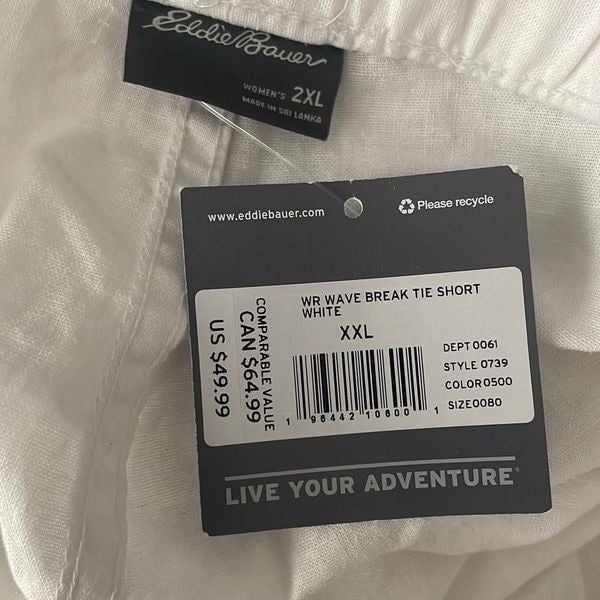 Eddie Bauer
WOMEN'S 2XL
MADE IN SRI LANKA
www.eddiebauer.com
Please recycle
WR WAVE BREAK TIE SHORT
WHITE
XXL
COMPARABLE VALUE
CAN $64.99
US $49.99
DEPT 0061
STYLE 0739
COLOR 0500
SIZE 0080
1 96442 10600 1
LIVE YOUR ADVENTURE®